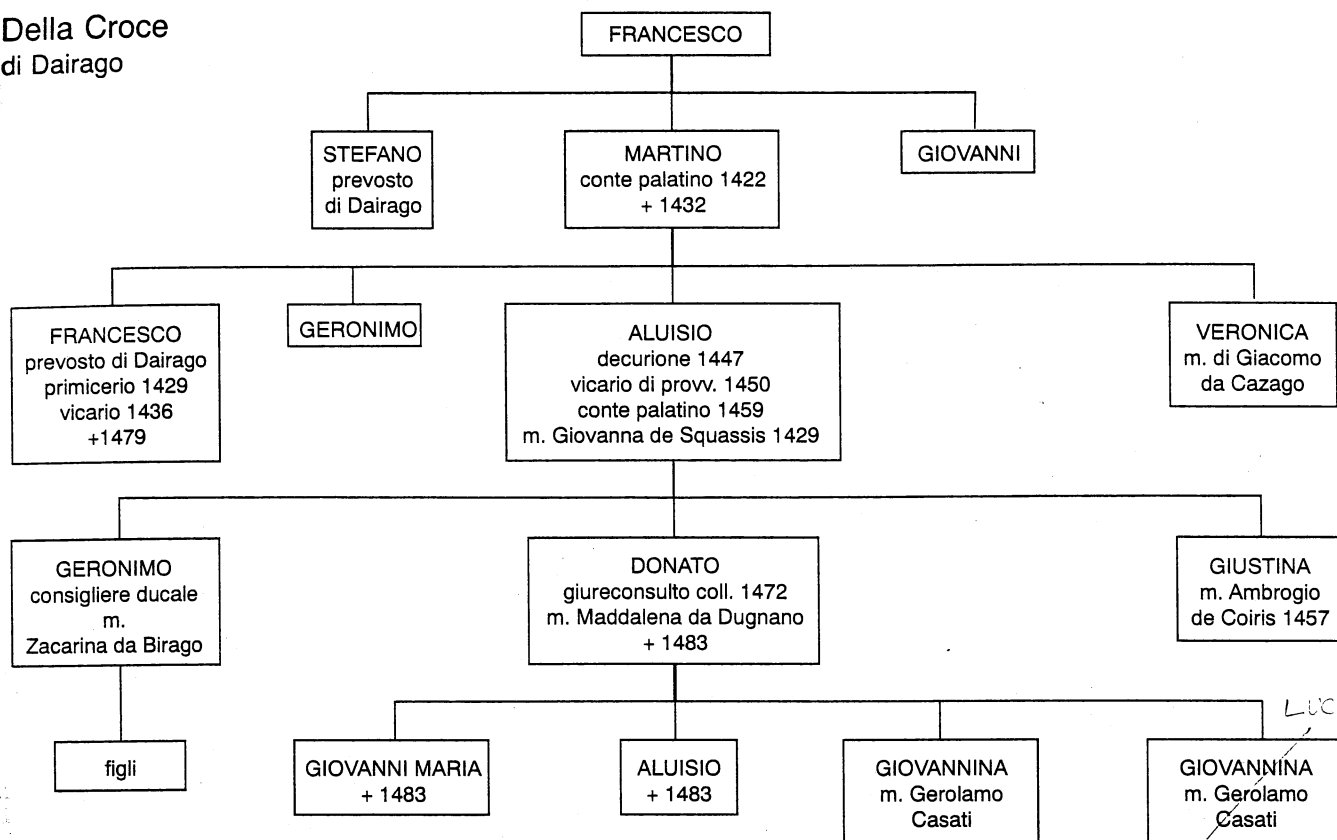 Della Croce
di Dairago
FRANCESCO
STEFANO
prevosto
di Dairago
MARTINO
conte palatino 1422
+ 1432
GIOVANNI
FRANCESCO
prevosto di Dairago
primicerio 1429
vicario 1436
+1479
GERONIMO
ALUISIO
decurione 1447
vicario di provv. 1450
conte palatino 1459
m. Giovanna de Squassis 1429
VERONICA
m. di Giacomo
da Cazago
GERONIMO
consigliere ducale
m.
Zacarina da Birago
DONATO
giureconsulto coll. 1472
m. Maddalena da Dugnano
+ 1483
GIUSTINA
m. Ambrogio
de Coiris 1457
figli
GIOVANNI MARIA
+ 1483
ALUISIO
+ 1483
GIOVANNINA
m. Gerolamo
Casati
LUC
GIOVANNINA
m. Gerolamo
Casati